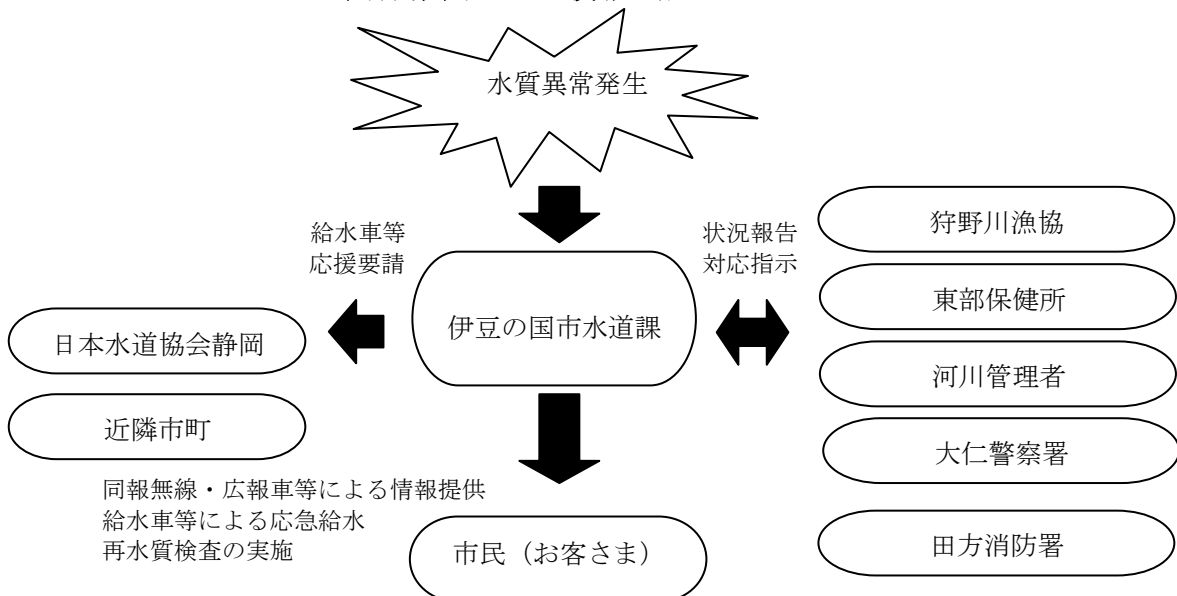 水質異常発生
給水車等
応援要請
状況報告
対応指示
狩野川漁協
東部保健所
伊豆の国市水道課
日本水道協会静岡
河川管理者
近隣市町
大仁警察署
同報無線・広報車等による情報提供
給水車等による応急給水
再水質検査の実施
市民（お客さま）
田方消防署